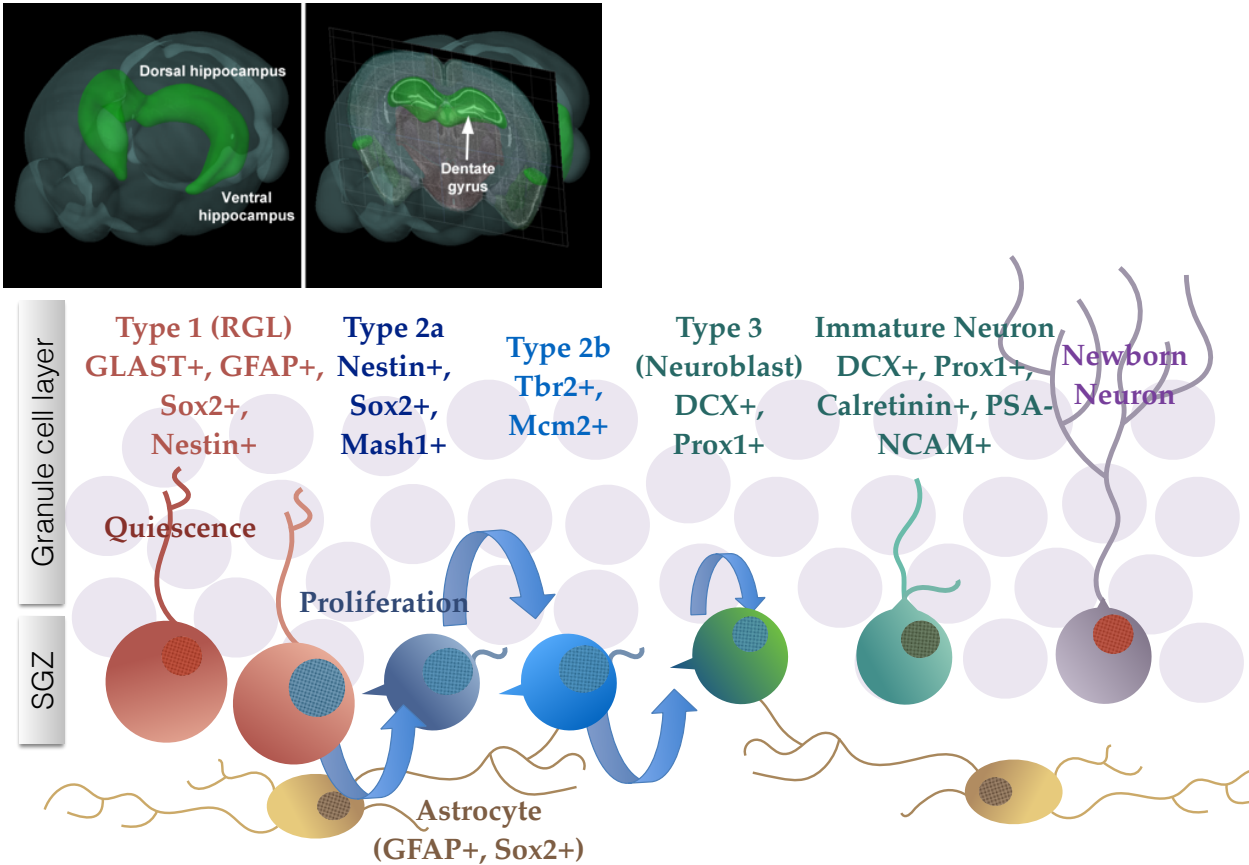 Dorsal hippocampus
Ventral
hippocampus
Dentate
gyrus
Granule cell layer
SGZ
Type 1 (RGL)
GLAST+, GFAP+,
Sox2+,
Nestin+
Type 2a
Nestin+,
Sox2+,
Mash1+
Type 2b
Tbr2+,
Mcm2+
Type 3
(Neuroblast)
DCX+,
Prox1+
Immature Neuron
DCX+, Prox1+,
Calretinin+, PSA-
NCAM+
Newborn
Neuron
Quiescence
Proliferation
Astrocyte
(GFAP+, Sox2+)